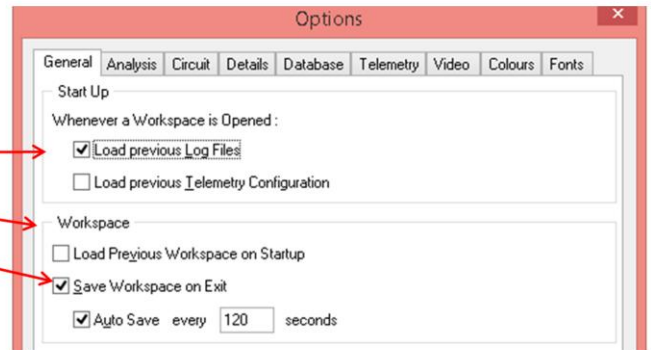 Options
General Analysis Circuit Details Database Telemetry Video Colours Fonts
Start Up
Whenever a Workspace is Opened :
Load previous Log Files
Load previous Telemetry Configuration
Workspace
Load Previous Workspace on Startup
Save Workspace on Exit
Auto Save every 120 seconds